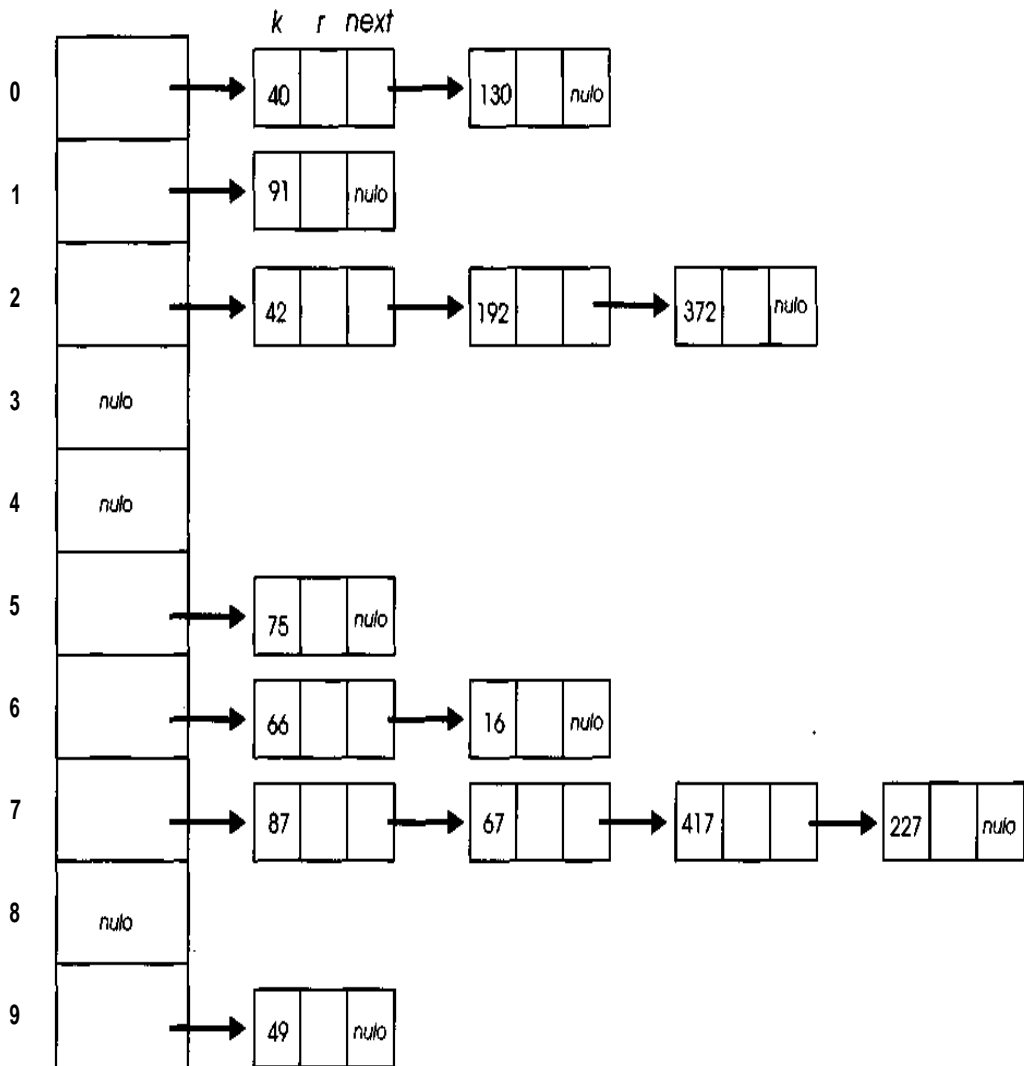 k r next
0 40 130 nulo
1 91 nulo
2 42 192 372 nulo
3 nulo
4 nulo
5 75 nulo
6 66 16 nulo
7 87 67 417 227 nulo
8 nulo
9 49 nulo